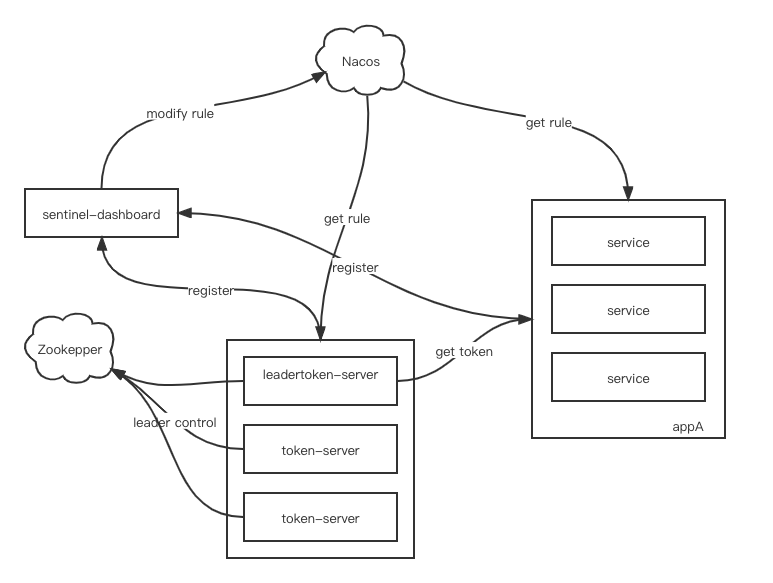 Nacos
modify rule
get rule
sentinel-dashboard
get rule
service
register
register
service
Zookepper
get token
leadertoken-server
service
leader control
appA
token-server
token-server